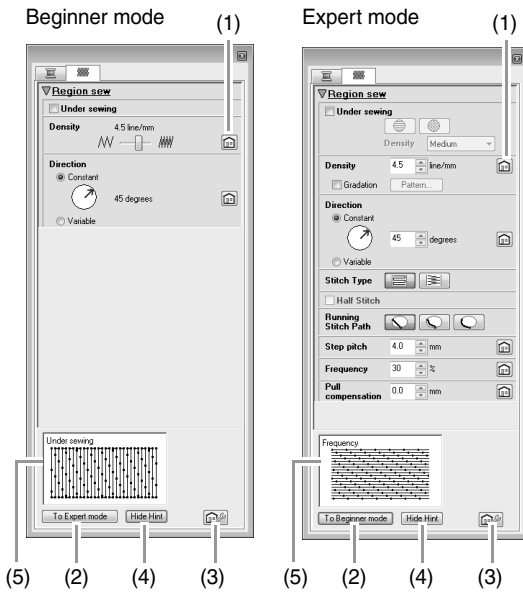 Beginner mode
(1)
▽Region sew
Under sewing
Density 4.5 line/mm
Direction
Constant
45 degrees
Variable
Under sewing
To Expert mode Hide Hint
(5) (2) (4) (3)
Expert mode
(1)
▽Region sew
Under sewing
Density Medium
Density 4.5 line/mm
Gradation Pattern...
Direction
Constant
45 degrees
Variable
Stitch Type
Half Stitch
Running
Stitch Path
Step pitch 4.0 mm
Frequency 30 %
Pull
compensation 0.0 mm
Frequency
To Beginner mode Hide Hint
(5) (2) (4) (3)